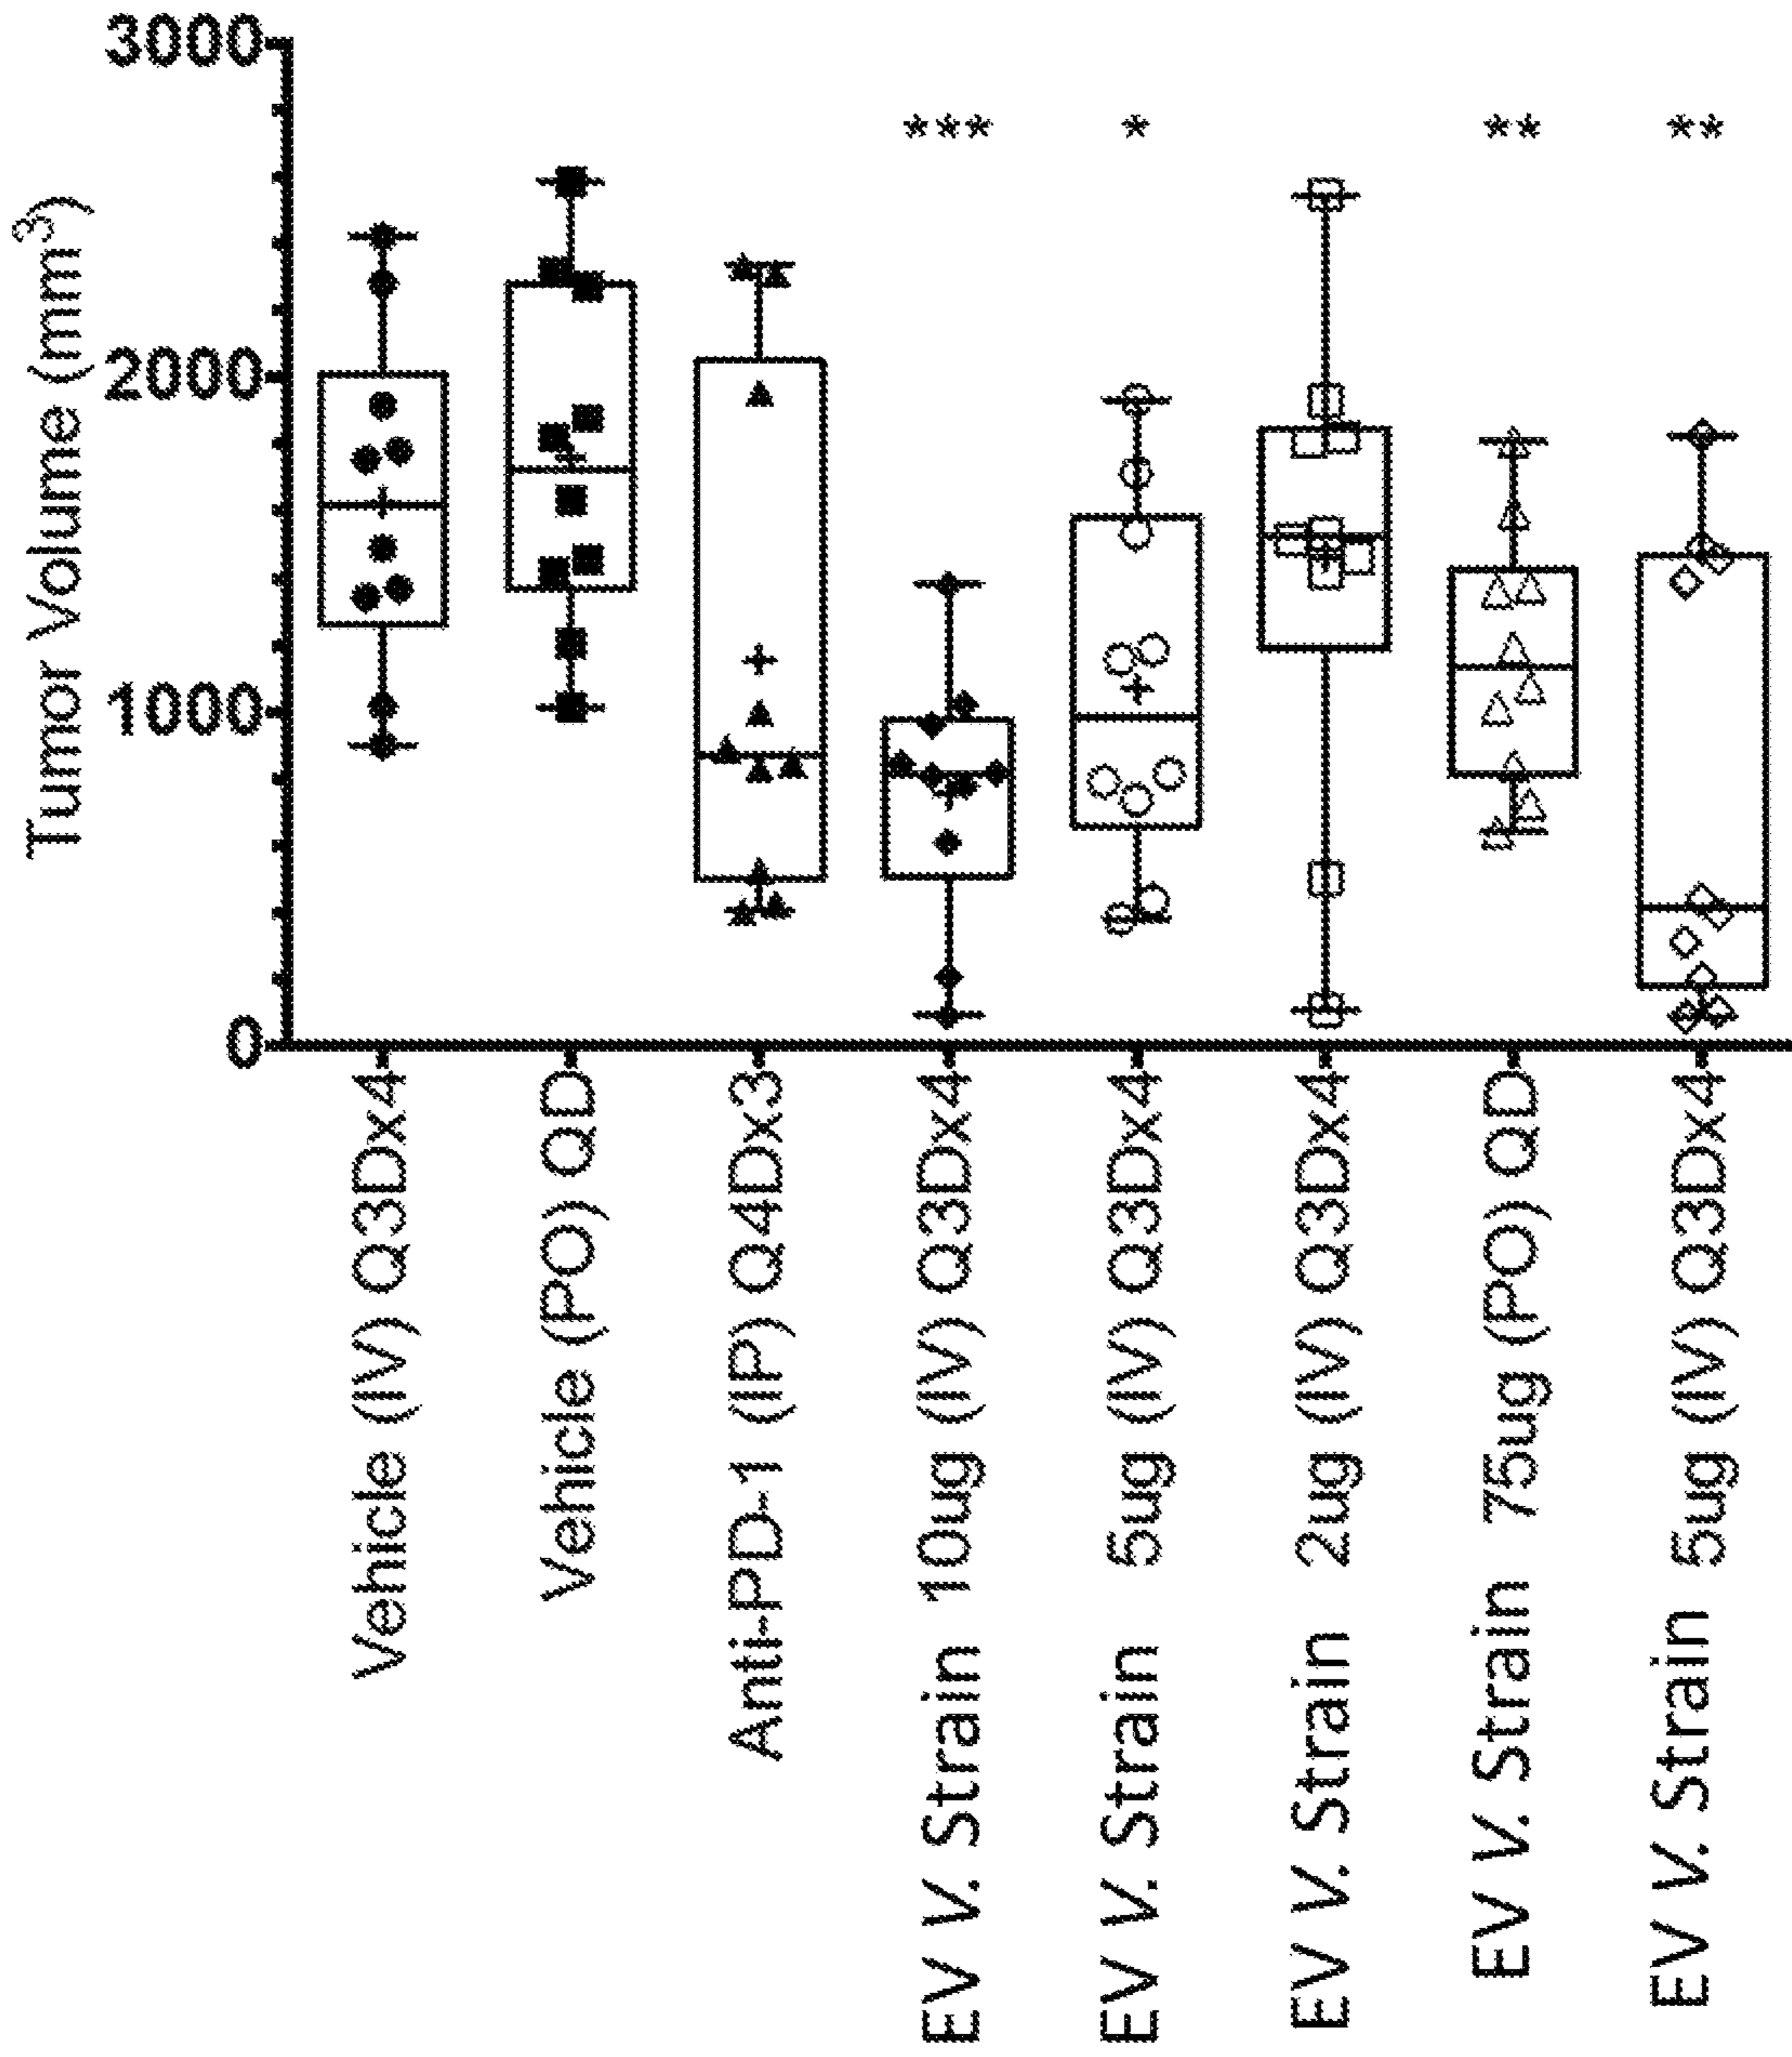 Tumor Volume (mm³)
3000
2000
1000
0
*** * ** **
Vehicle (IV) Q3Dx4
Vehicle (PO) QD
Anti-PD-1 (IP) Q4Dx3
EV V. Strain 10ug (IV) Q3Dx4
EV V. Strain 5ug (IV) Q3Dx4
EV V. Strain 2ug (IV) Q3Dx4
EV V. Strain 75ug (PO) QD
EV V. Strain 5ug (IV) Q3Dx4